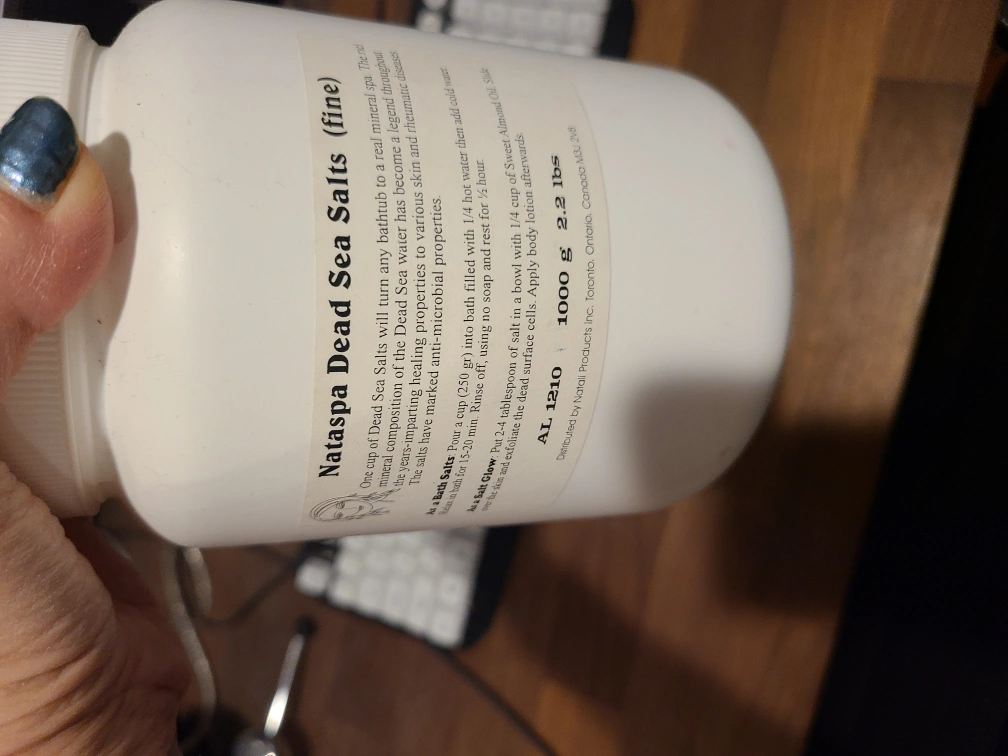 Nataspa Dead Sea Salts (fine)
One cup of Dead Sea Salts will turn any bathtub to a real mineral spa. The rich
mineral composition of the Dead Sea water has become a legend throughout
the years-imparting healing properties to various skin and rheumatic diseases
The salts have marked anti-microbial properties.
As a Bath Salts: Pour a cup (250 gr) into bath filled with 1/4 hot water then add cold water
Relax in bath for 15-20 min. Rinse off, using no soap and rest for ½ hour.
As a Salt Glow: Put 2-4 tablespoon of salt in a bowl with 1/4 cup of Sweet Almond Oil. Slide
over the skin and exfoliate the dead surface cells. Apply body lotion afterwards.
AL 1210 1000 g 2.2 lbs
Distributed by Natali Products Inc. Toronto, Ontario, Canada M3J 2N8